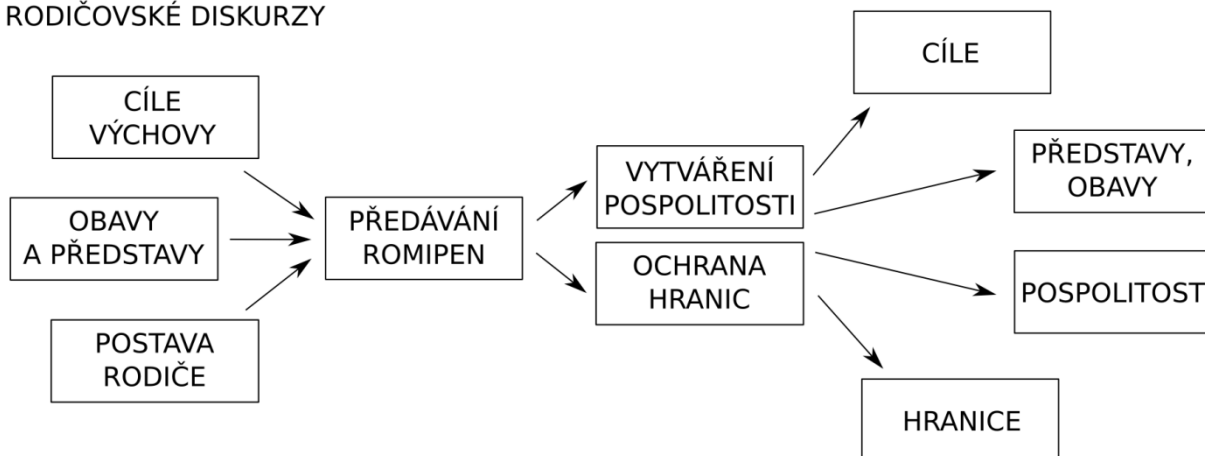 RODIČOVSKÉ DISKURZY
CÍLE
VÝCHOVY
OBAVY
A PŘEDSTAVY
POSTAVA
RODIČE
PŘEDÁVÁNÍ
ROMIPEN
VYTVÁŘENÍ
POSPOLITOSTI
OCHRANA
HRANIC
CÍLE
PŘEDSTAVY,
OBAVY
POSPOLITOST
HRANICE